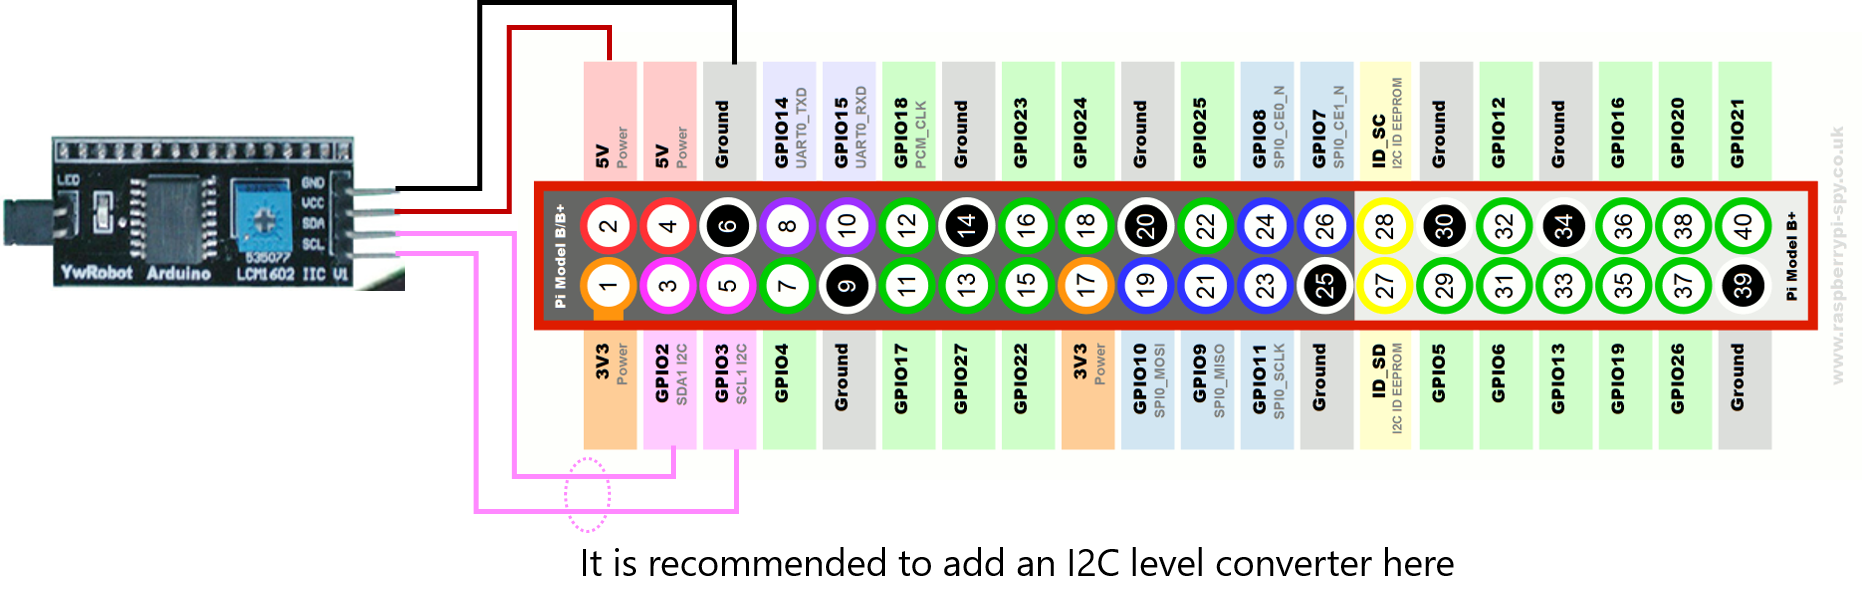 LED
GND
VCC
SDA
SCL
535077
YwRobot Arduino LCM1602 IIC V1
5V
Power
5V
Power
Ground
GPIO14
UART0_TXD
GPIO15
UART0_RXD
GPIO18
PCM_CLK
Ground
GPIO23
GPIO24
Ground
GPIO25
GPIO8
SPI0_CE0_N
GPIO7
SPI0_CE1_N
ID_SC
I2C ID EEPROM
Ground
GPIO12
Ground
GPIO16
GPIO20
GPIO21
Pi Model B/B+
2 4 6 8 10 12 14 16 18 20 22 24 26 28 30 32 34 36 38 40
1 3 5 7 9 11 13 15 17 19 21 23 25 27 29 31 33 35 37 39
Pi Model B+
3V3
Power
GPIO2
SDA1 I2C
GPIO3
SCL1 I2C
GPIO4
Ground
GPIO17
GPIO27
GPIO22
3V3
Power
GPIO10
SPI0_MOSI
GPIO9
SPI0_MISO
GPIO11
SPI0_SCLK
Ground
ID_SD
I2C ID EEPROM
GPIO5
GPIO6
GPIO13
GPIO19
GPIO26
Ground
www.raspberrypi-spy.co.uk
It is recommended to add an I2C level converter here